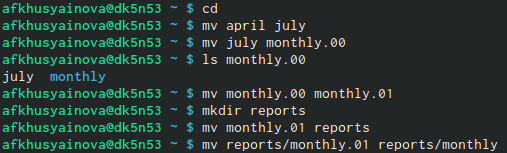 afkhusyainova@dk5n53 ~ $ cd
afkhusyainova@dk5n53 ~ $ mv april july
afkhusyainova@dk5n53 ~ $ mv july monthly.00
afkhusyainova@dk5n53 ~ $ ls monthly.00
july  monthly
afkhusyainova@dk5n53 ~ $ mv monthly.00 monthly.01
afkhusyainova@dk5n53 ~ $ mkdir reports
afkhusyainova@dk5n53 ~ $ mv monthly.01 reports
afkhusyainova@dk5n53 ~ $ mv reports/monthly.01 reports/monthly